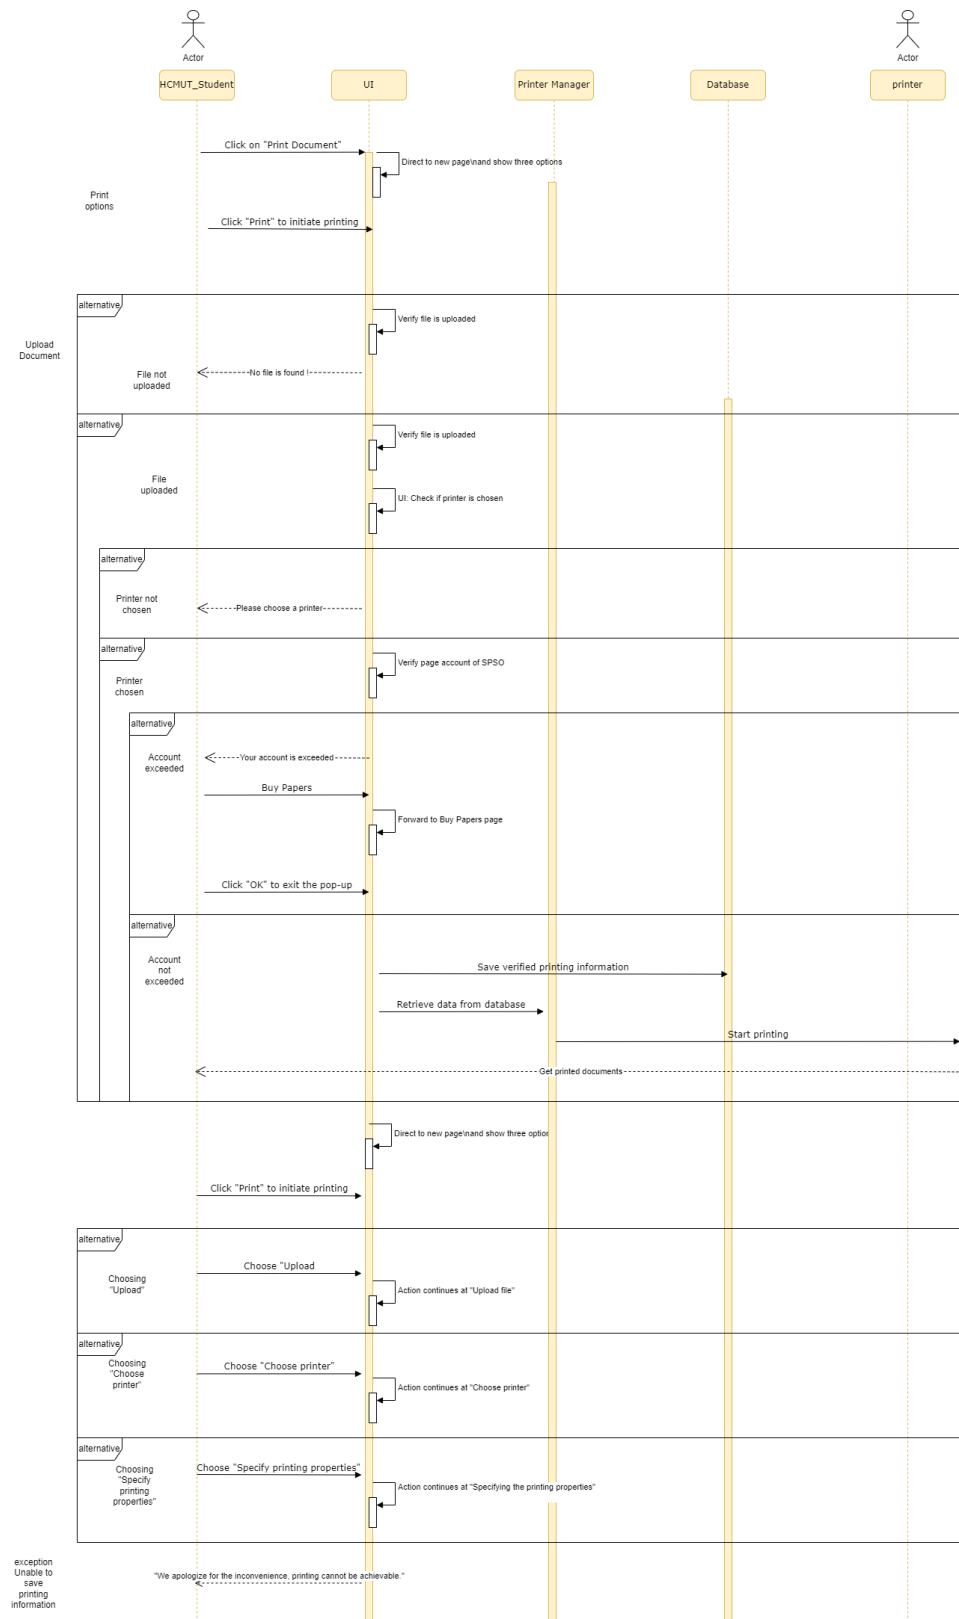 Actor
Actor
HCMUT_Student
UI
Printer Manager
Database
printer
Click on "Print Document"
Direct to new page\nand show three options
Print
options
Click "Print" to initiate printing
alternative
Verify file is uploaded
Upload
Document
File not
uploaded
No file is found !
alternative
Verify file is uploaded
File
uploaded
UI: Check if printer is chosen
alternative
Printer not
chosen
Please choose a printer
alternative
Verify page account of SPSO
Printer
chosen
alternative
Account
exceeded
Your account is exceeded
Buy Papers
Forward to Buy Papers page
Click "OK" to exit the pop-up
alternative
Account
not
exceeded
Save verified printing information
Retrieve data from database
Start printing
Get printed documents
Direct to new page\nand show three option
Click "Print" to initiate printing
alternative
Choose "Upload
Choosing
"Upload"
Action continues at "Upload file"
alternative
Choosing
"Choose
printer"
Choose "Choose printer"
Action continues at "Choose printer"
alternative
Choosing
"Specify
printing
properties"
Choose "Specify printing properties"
Action continues at "Specifying the printing properties"
exception
Unable to
save
printing
information
"We apologize for the inconvenience, printing cannot be achievable."